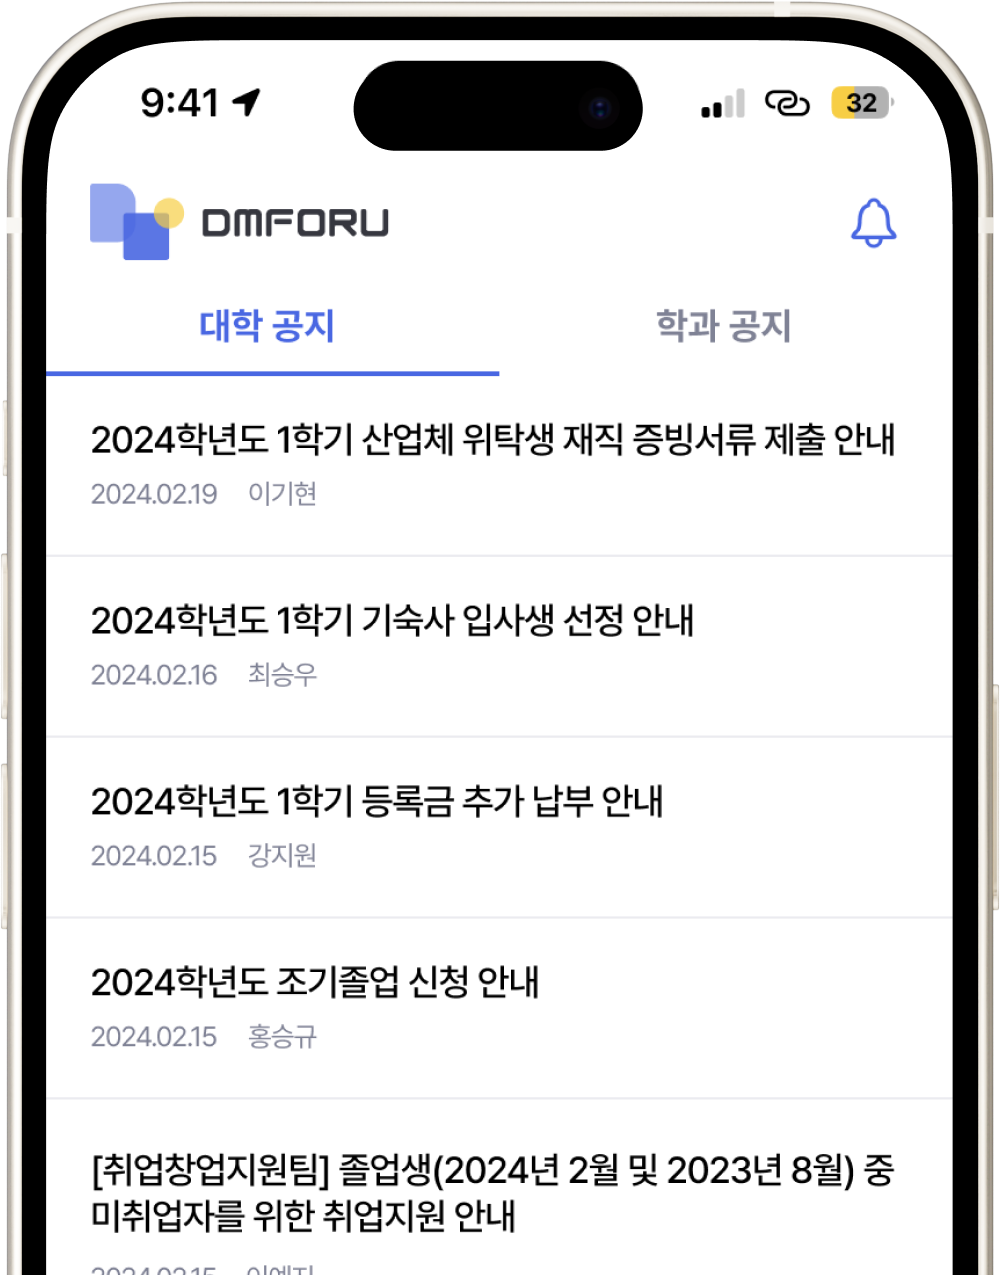 9:41
32
DMFORU
대학 공지
학과 공지
2024학년도 1학기 산업체 위탁생 재직 증빙서류 제출 안내
2024.02.19 이기현
2024학년도 1학기 기숙사 입사생 선정 안내
2024.02.16 최승우
2024학년도 1학기 등록금 추가 납부 안내
2024.02.15 강지원
2024학년도 조기졸업 신청 안내
2024.02.15 홍승규
[취업창업지원팀] 졸업생(2024년 2월 및 2023년 8월) 중
미취업자를 위한 취업지원 안내
2024.02.15